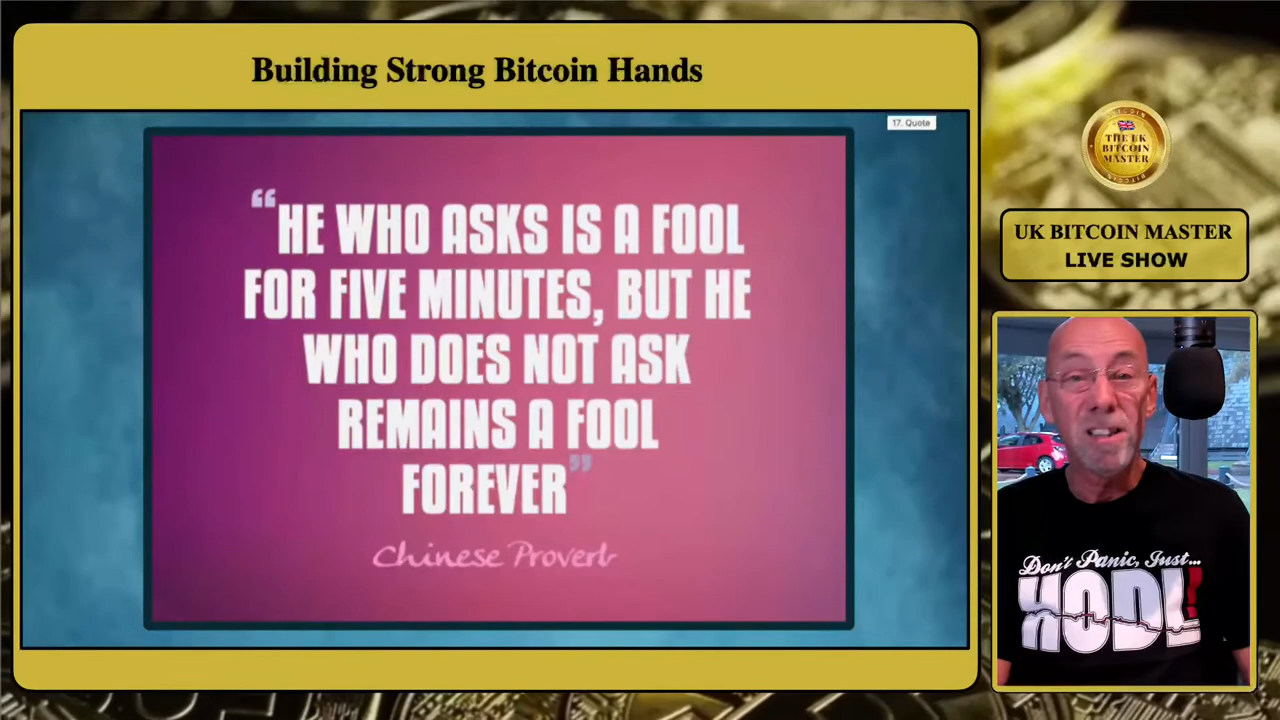 Building Strong Bitcoin Hands
17. Quote
“HE WHO ASKS IS A FOOL
FOR FIVE MINUTES, BUT HE
WHO DOES NOT ASK
REMAINS A FOOL
FOREVER”
Chinese Proverb
BITCOIN
THE UK
BITCOIN
MASTER
BITCOIN
UK BITCOIN MASTER
LIVE SHOW
Don't Panic, Just...
HODL!